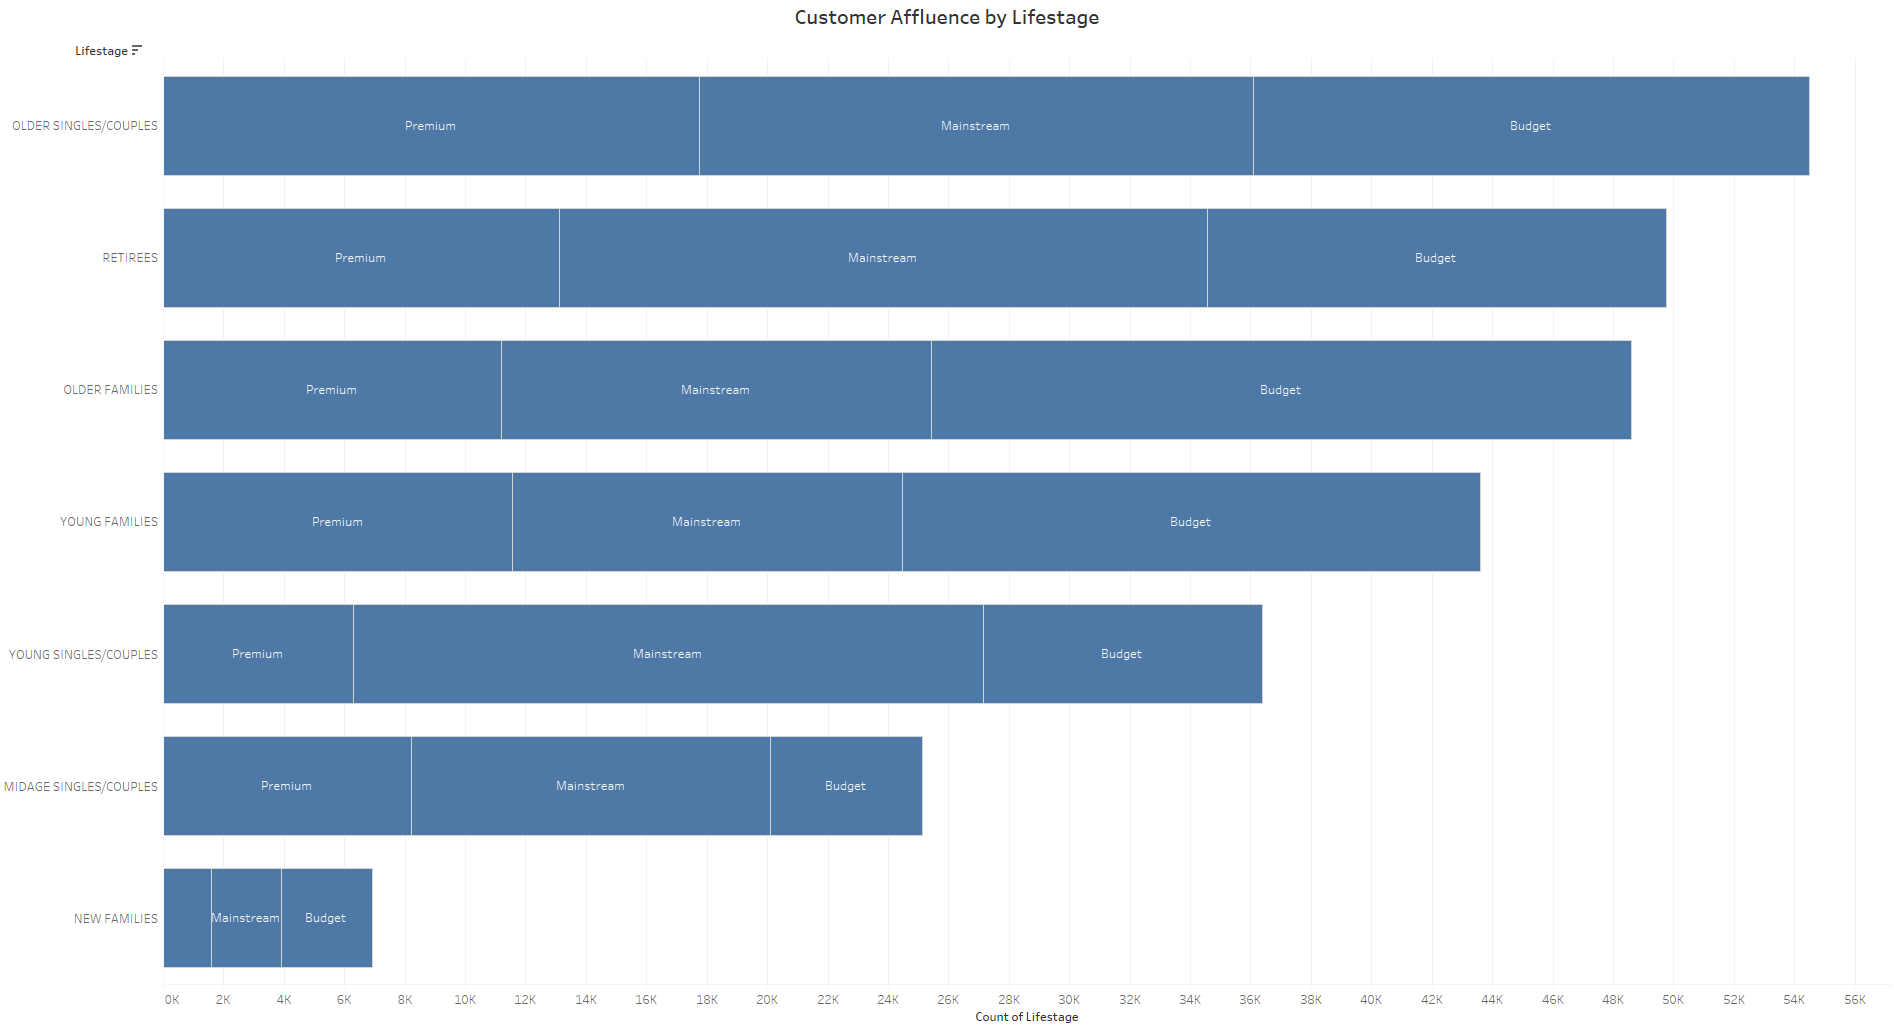 Customer Affluence by Lifestage
Lifestage
OLDER SINGLES/COUPLES
Premium
Mainstream
Budget
RETIREES
Premium
Mainstream
Budget
OLDER FAMILIES
Premium
Mainstream
Budget
YOUNG FAMILIES
Premium
Mainstream
Budget
YOUNG SINGLES/COUPLES
Premium
Mainstream
Budget
MIDAGE SINGLES/COUPLES
Premium
Mainstream
Budget
NEW FAMILIES
Mainstream
Budget
0K 2K 4K 6K 8K 10K 12K 14K 16K 18K 20K 22K 24K 26K 28K 30K 32K 34K 36K 38K 40K 42K 44K 46K 48K 50K 52K 54K 56K
Count of Lifestage